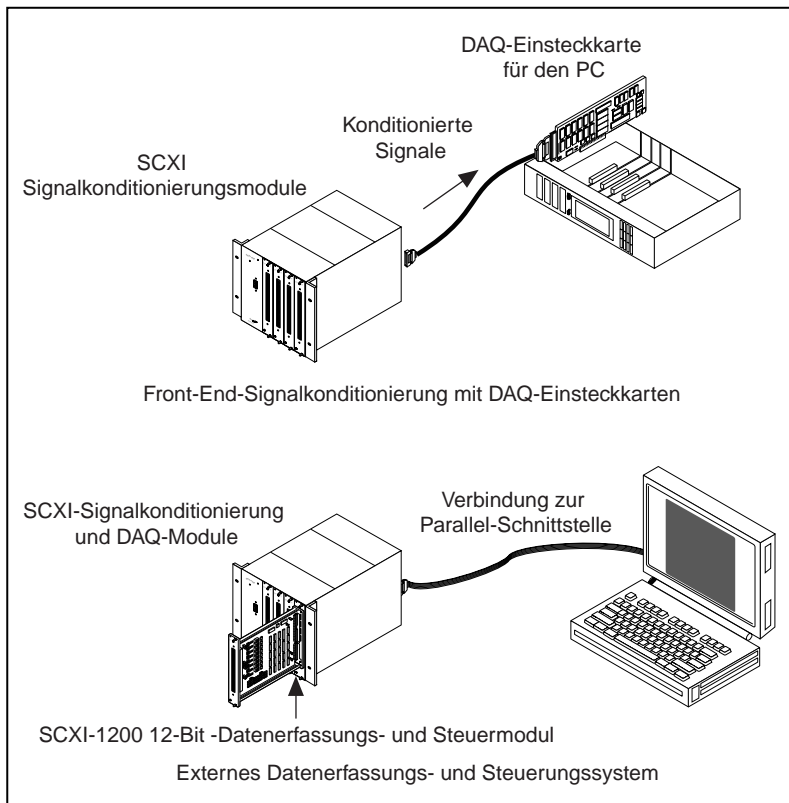 DAQ-Einsteckkarte
für den PC
Konditionierte
Signale
SCXI
Signalkonditionierungsmodule
Front-End-Signalkonditionierung mit DAQ-Einsteckkarten
SCXI-Signalkonditionierung
und DAQ-Module
Verbindung zur
Parallel-Schnittstelle
SCXI-1200 12-Bit -Datenerfassungs- und Steuermodul
Externes Datenerfassungs- und Steuerungssystem